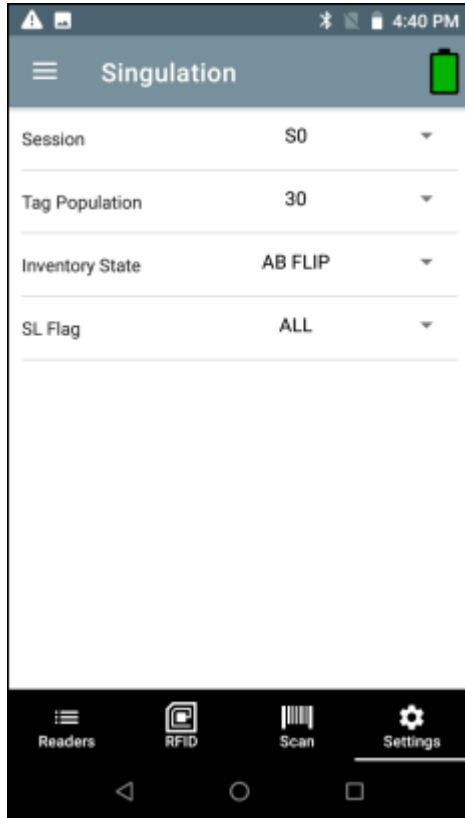 4:40 PM
Singulation
Session S0
Tag Population 30
Inventory State AB FLIP
SL Flag ALL
Readers RFID Scan Settings